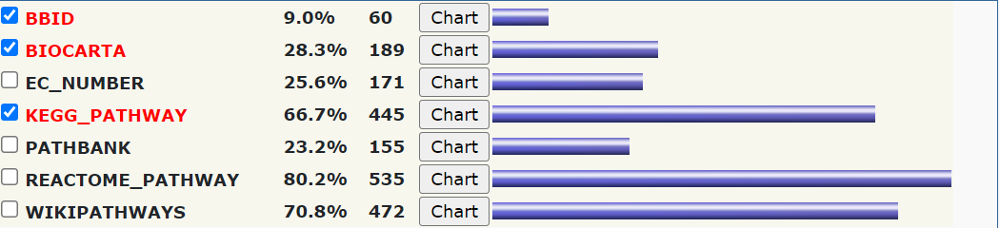 BBID 9.0% 60 Chart
BIOCARTA 28.3% 189 Chart
EC_NUMBER 25.6% 171 Chart
KEGG_PATHWAY 66.7% 445 Chart
PATHBANK 23.2% 155 Chart
REACTOME_PATHWAY 80.2% 535 Chart
WIKIPATHWAYS 70.8% 472 Chart